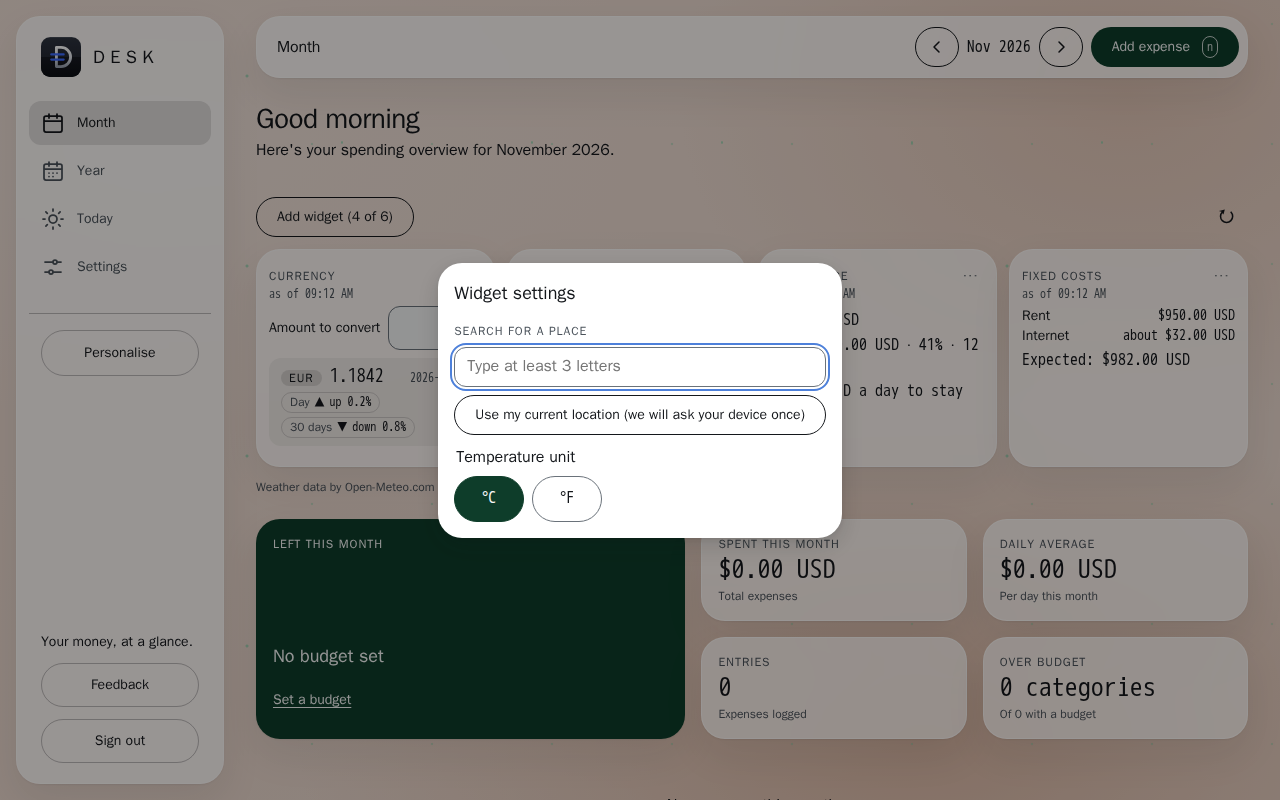 DESK
Month
Year
Today
Settings
Personalise
Your money, at a glance.
Feedback
Sign out
Month
Nov 2026
Add expense n
Good morning
Here's your spending overview for November 2026.
Add widget (4 of 6)
CURRENCY
as of 09:12 AM
Amount to convert
EUR 1.1842 2026-
Day ▲ up 0.2%
30 days ▼ down 0.8%
Widget settings
SEARCH FOR A PLACE
Type at least 3 letters
Use my current location (we will ask your device once)
Temperature unit
°C
°F
E
AM
SD
.00 USD · 41% · 12
D a day to stay
FIXED COSTS
as of 09:12 AM
Rent $950.00 USD
Internet about $32.00 USD
Expected: $982.00 USD
Weather data by Open-Meteo.com
LEFT THIS MONTH
No budget set
Set a budget
SPENT THIS MONTH
$0.00 USD
Total expenses
DAILY AVERAGE
$0.00 USD
Per day this month
ENTRIES
0
Expenses logged
OVER BUDGET
0 categories
Of 0 with a budget